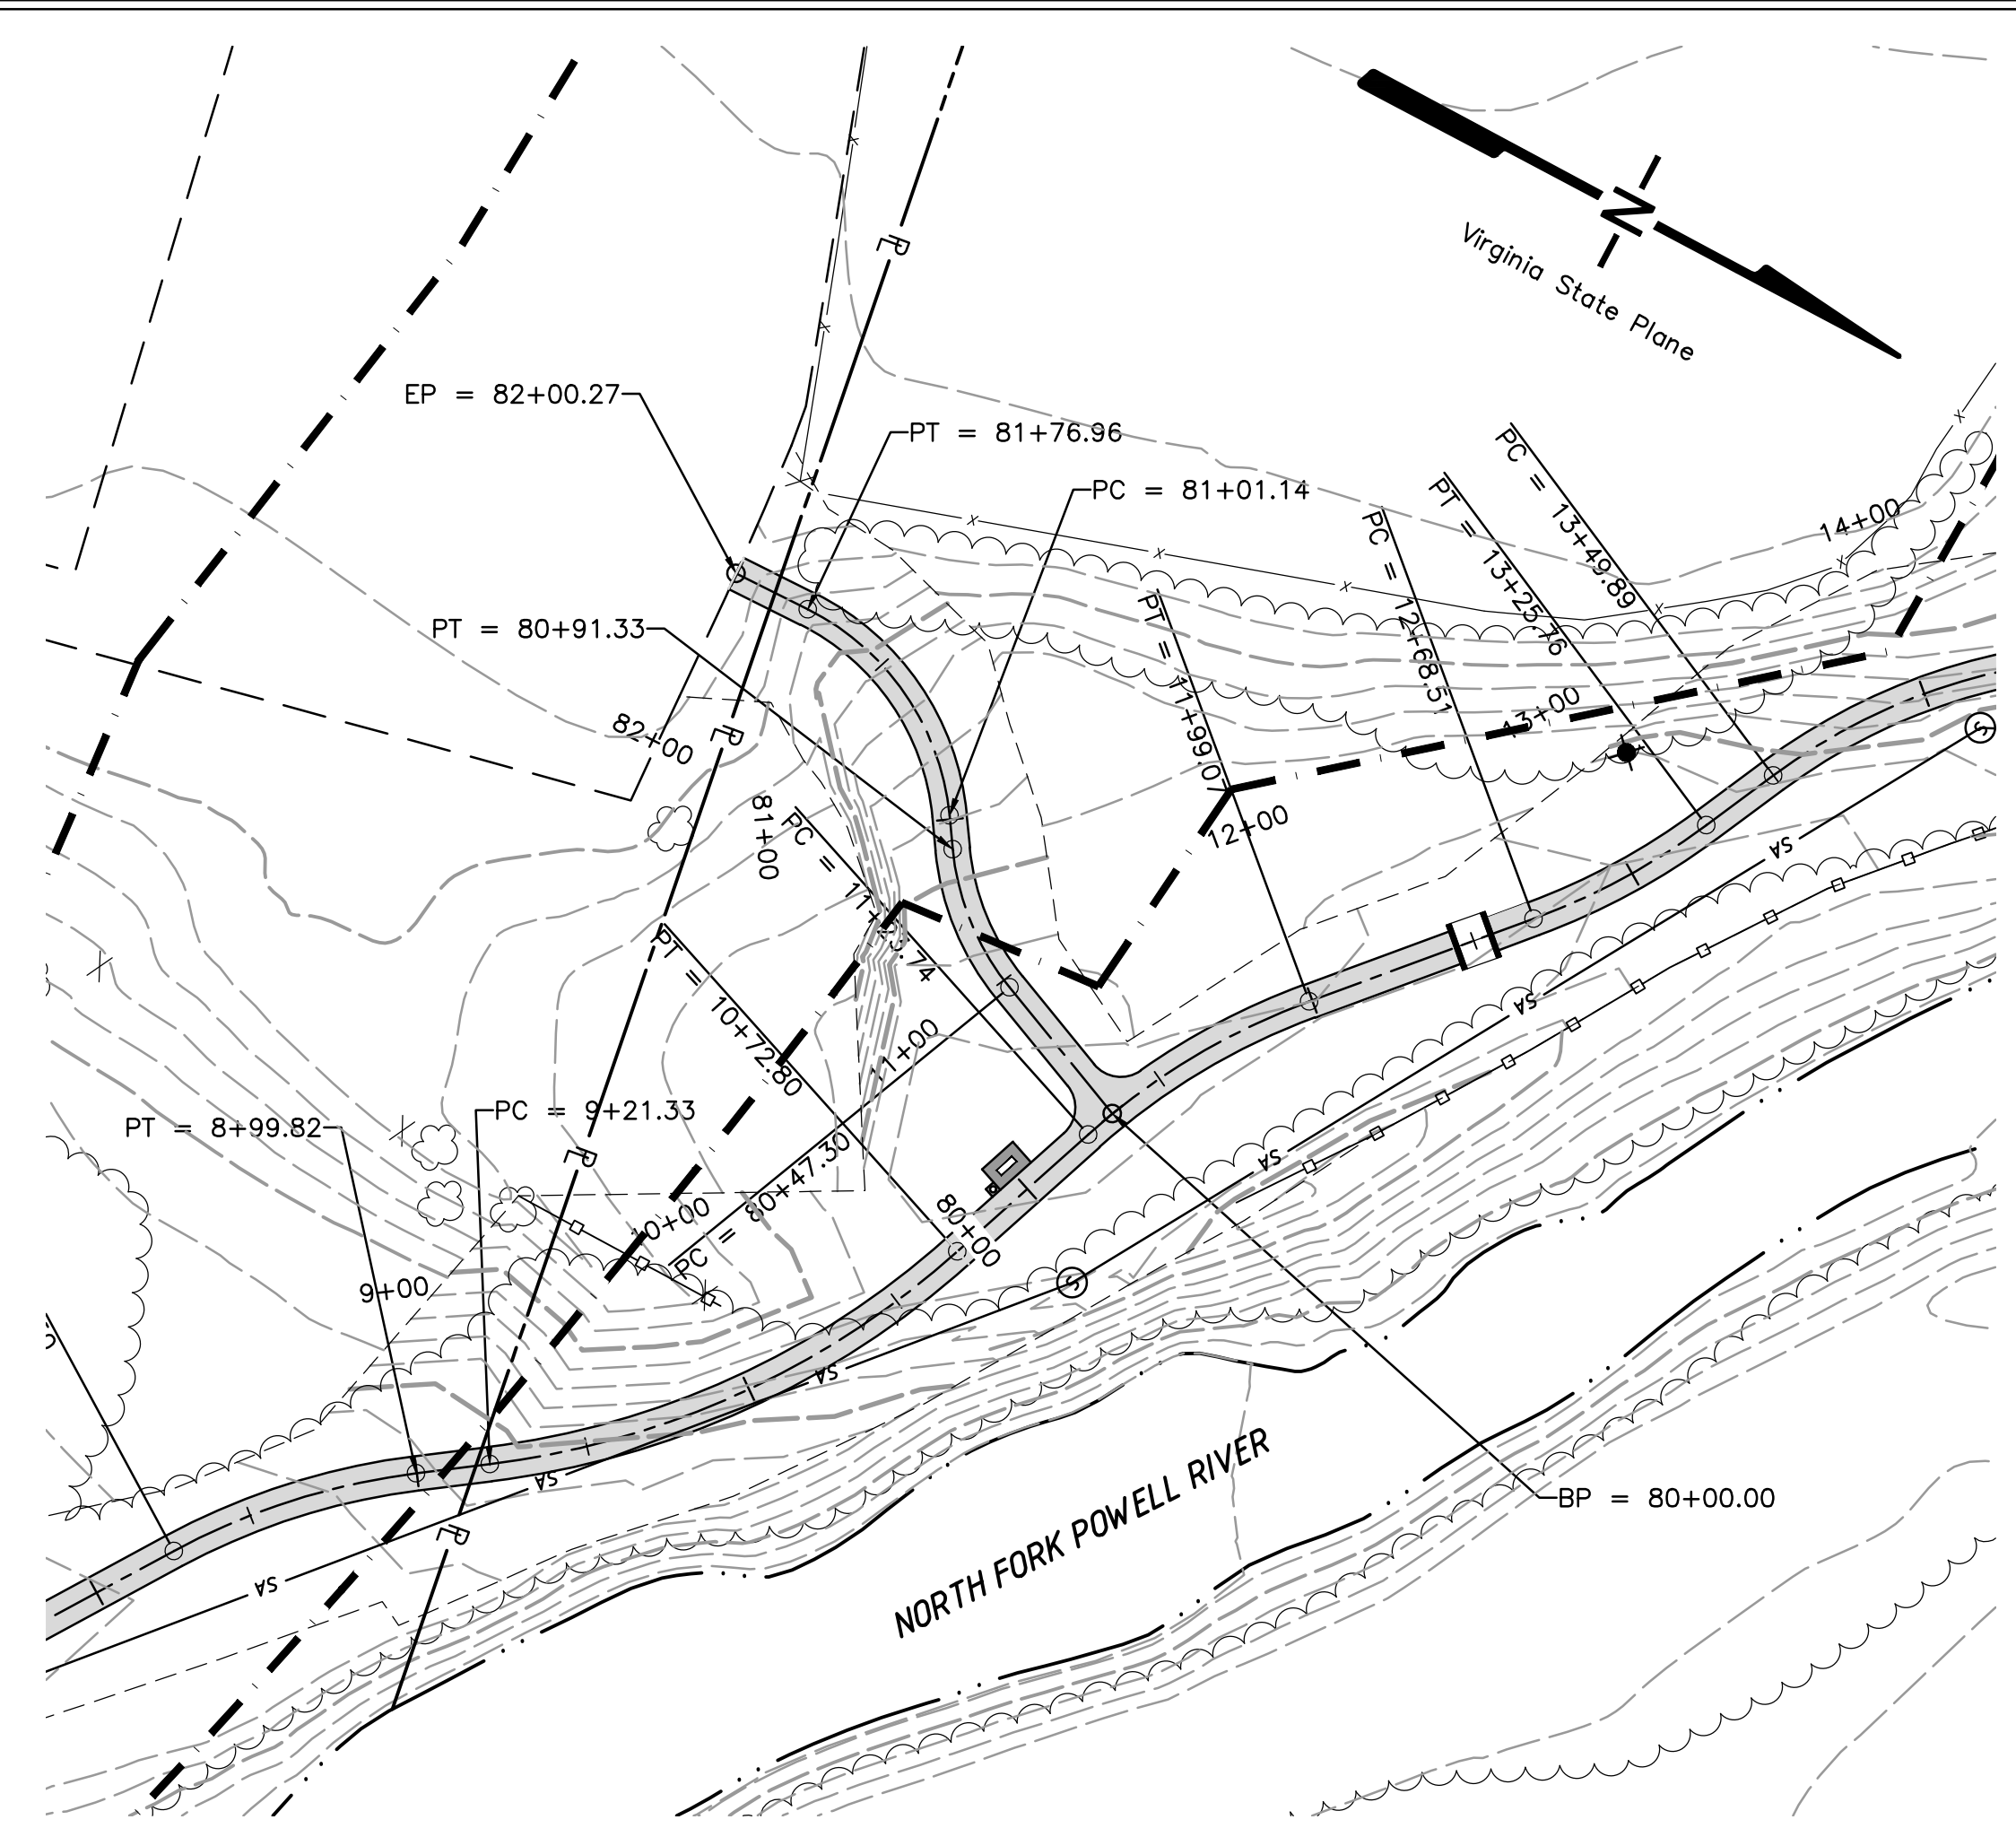 N
Virginia State Plane
PL
EP = 82+00.27
PT = 81+76.96
PC = 81+01.14
PC = 13+49.89
PT = 13+25.76
PC = 12+68.51
14+00
PT = 80+91.33
PT = 11+99.07
13+00
82+00
PL
S
81+00
12+00
SA
PT = 10+72.80
SA
11+00
PC = 9+21.33
PT = 8+99.82
PL
SA
PC = 80+47.30
10+00
80+00
9+00
S
SA
SA
BP = 80+00.00
PL
SA
NORTH FORK POWELL RIVER